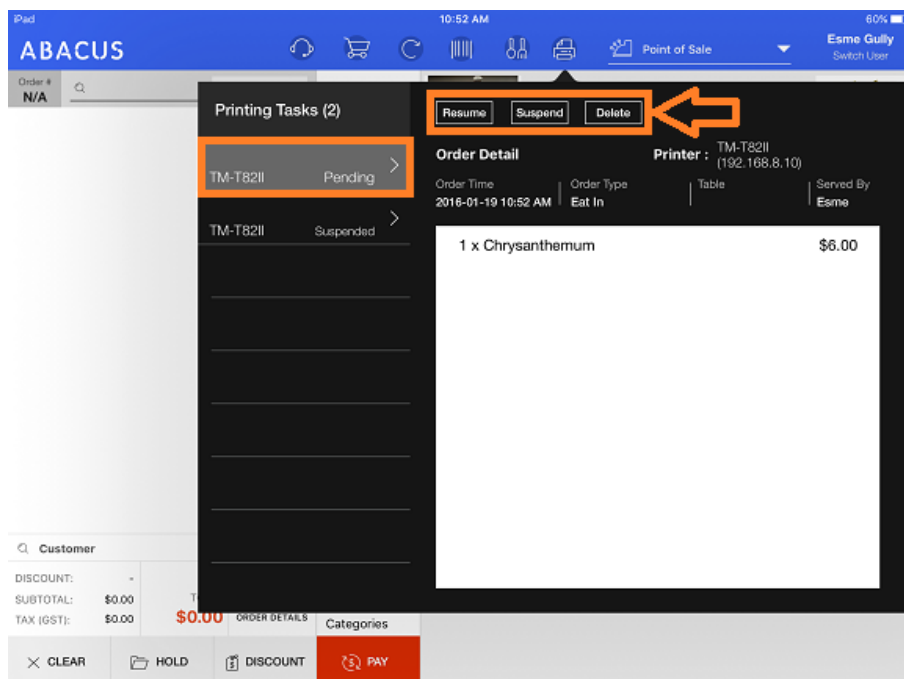 iPad 10:52 AM 60%
ABACUS Point of Sale Esme Gully
Switch User
Order #
N/A
Printing Tasks (2)
Resume Suspend Delete
TM-T82II Pending
TM-T82II Suspended
Order Detail Printer : TM-T82II
(192.168.8.10)
Order Time Order Type Table Served By
2016-01-19 10:52 AM Eat In Esme
1 x Chrysanthemum $6.00
Customer
DISCOUNT: -
SUBTOTAL: $0.00
TAX (GST): $0.00
$0.00 ORDER DETAILS
Categories
CLEAR HOLD DISCOUNT PAY